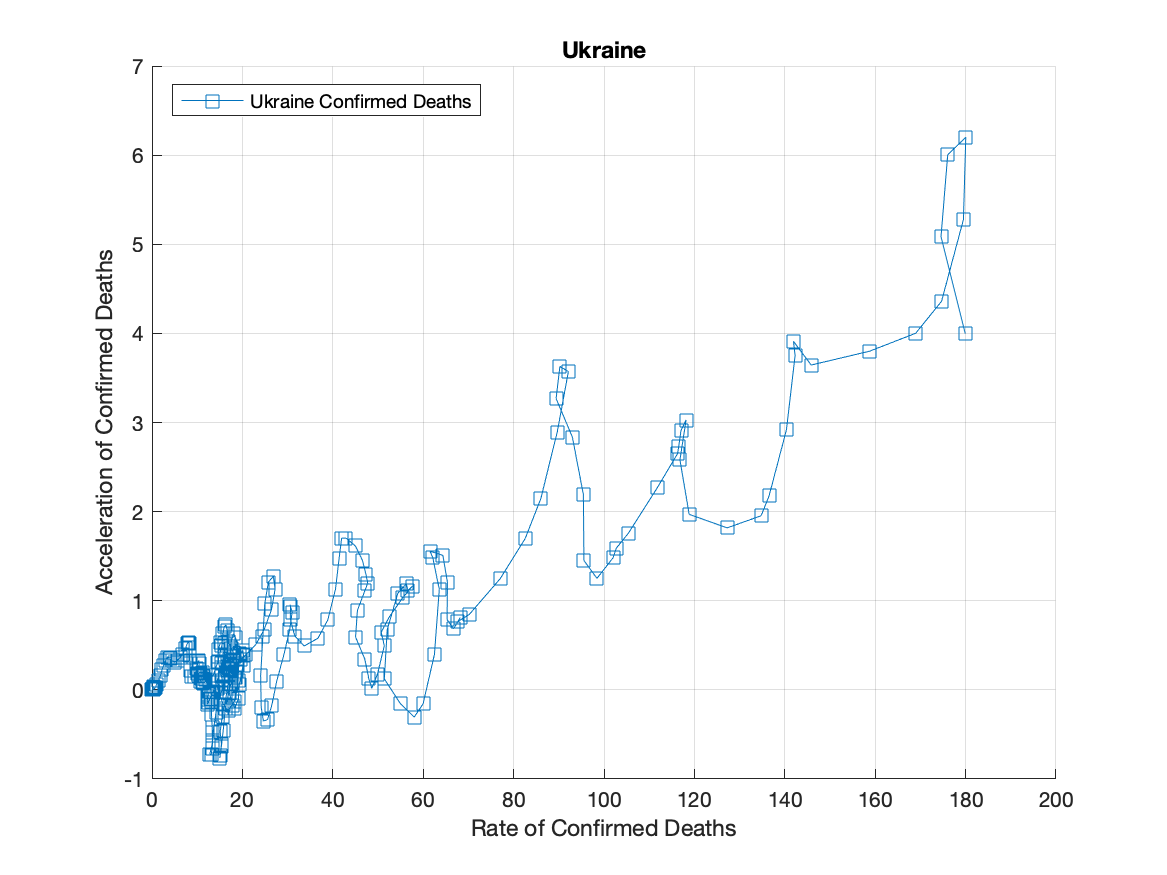 Ukraine
Ukraine Confirmed Deaths
7
6
5
4
3
2
1
0
-1
Acceleration of Confirmed Deaths
0 20 40 60 80 100 120 140 160 180 200
Rate of Confirmed Deaths